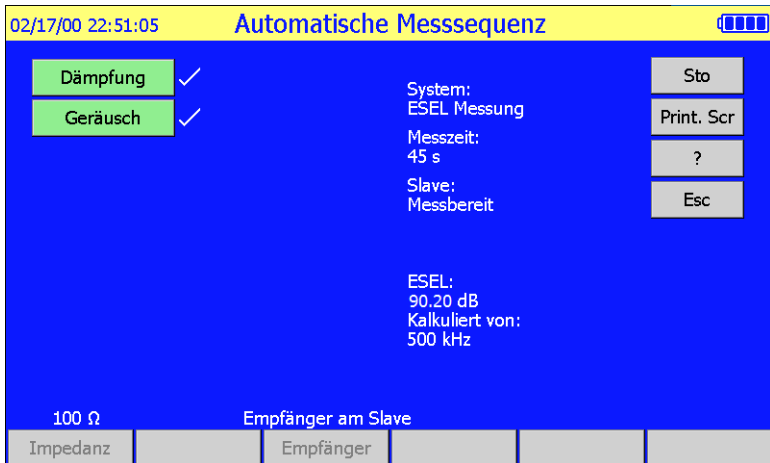 02/17/00 22:51:05 Automatische Messsequenz
Dämpfung
Geräusch
System:
ESEL Messung
Messzeit:
45 s
Slave:
Messbereit
ESEL:
90.20 dB
Kalkuliert von:
500 kHz
Sto
Print. Scr
?
Esc
100 Ω Empfänger am Slave
Impedanz Empfänger